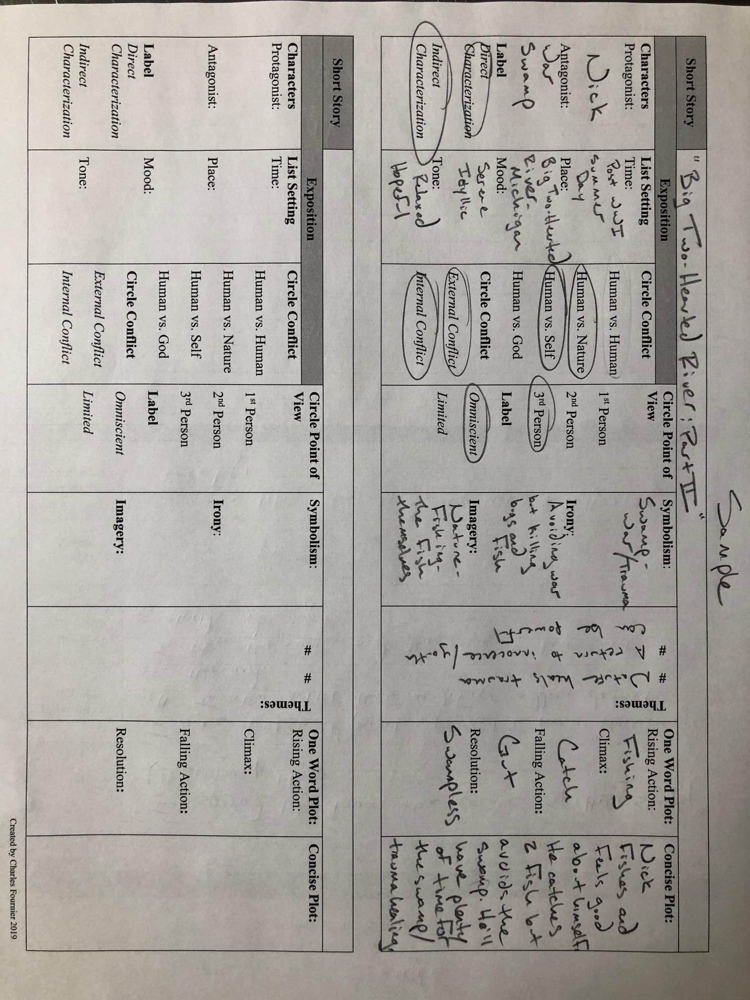 Sample
Short Story
"Big Two-Hearted River: Part II"
Exposition
Characters
Protagonist:
Nick
Antagonist:
War
Swamp
Label
Direct
Characterization
Indirect
Characterization
List Setting
Time:
Post WWI
Summer
Day
Place:
Big Two-Hearted
River-
Michigan
Mood:
Serene
Idyllic
Tone:
Relaxed
Hopeful
Circle Conflict
Human vs. Human
Human vs. Nature
Human vs. Self
Human vs. God
Circle Conflict
External Conflict
Internal Conflict
Circle Point of
View
1st Person
2nd Person
3rd Person
Label
Omniscient
Limited
Symbolism:
Swamp -
War/Trauma
Irony:
Avoiding war
but killing
bugs and
fish
Imagery:
Nature-
Fishing-
the fish
themselves
Themes:
# Nature heals trauma
# A return to innocence/youth
can be powerful
One Word Plot:
Rising Action:
Fishing
Climax:
Catch
Falling Action:
Gut
Resolution:
Swampless
Concise Plot:
Nick
Fishes and
Feels good
about himself.
He catches
2 fish but
avoids the
swamp. He'll
have plenty
of time for
the swamp/
trauma healing.
Short Story
Exposition
Characters
Protagonist:
Antagonist:
Label
Direct
Characterization
Indirect
Characterization
List Setting
Time:
Place:
Mood:
Tone:
Circle Conflict
Human vs. Human
Human vs. Nature
Human vs. Self
Human vs. God
Circle Conflict
External Conflict
Internal Conflict
Circle Point of
View
1st Person
2nd Person
3rd Person
Label
Omniscient
Limited
Symbolism:
Irony:
Imagery:
Themes:
#
#
One Word Plot:
Rising Action:
Climax:
Falling Action:
Resolution:
Concise Plot:
Created by Charles Fournier 2019